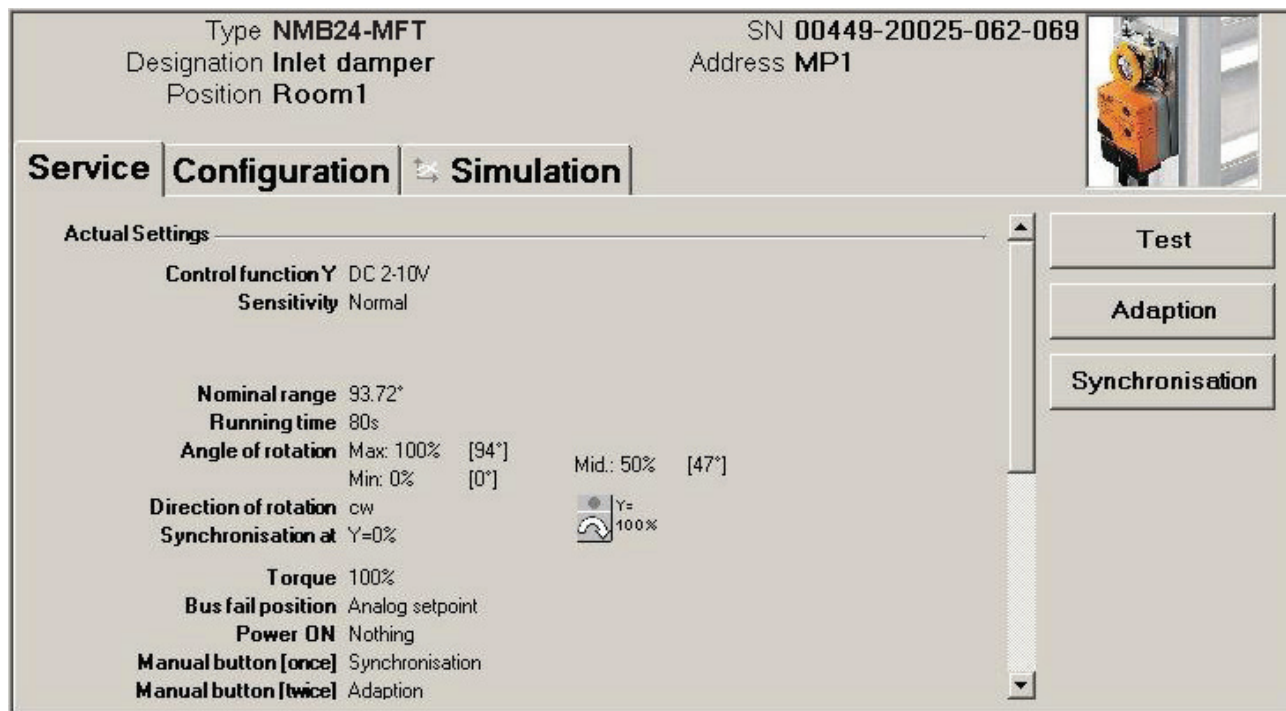 Type NMB24-MFT SN 00449-20025-062-069
Designation Inlet damper Address MP1
Position Room1
Service Configuration Simulation
Actual Settings
Test
Control function Y DC 2-10V
Sensitivity Normal
Adaption
Synchronisation
Nominal range 93.72°
Running time 80s
Angle of rotation Max: 100% [94°] Mid.: 50% [47°]
Min: 0% [0°]
Direction of rotation cw Y=
100%
Synchronisation at Y=0%
Torque 100%
Bus fail position Analog setpoint
Power ON Nothing
Manual button [once] Synchronisation
Manual button [twice] Adaption